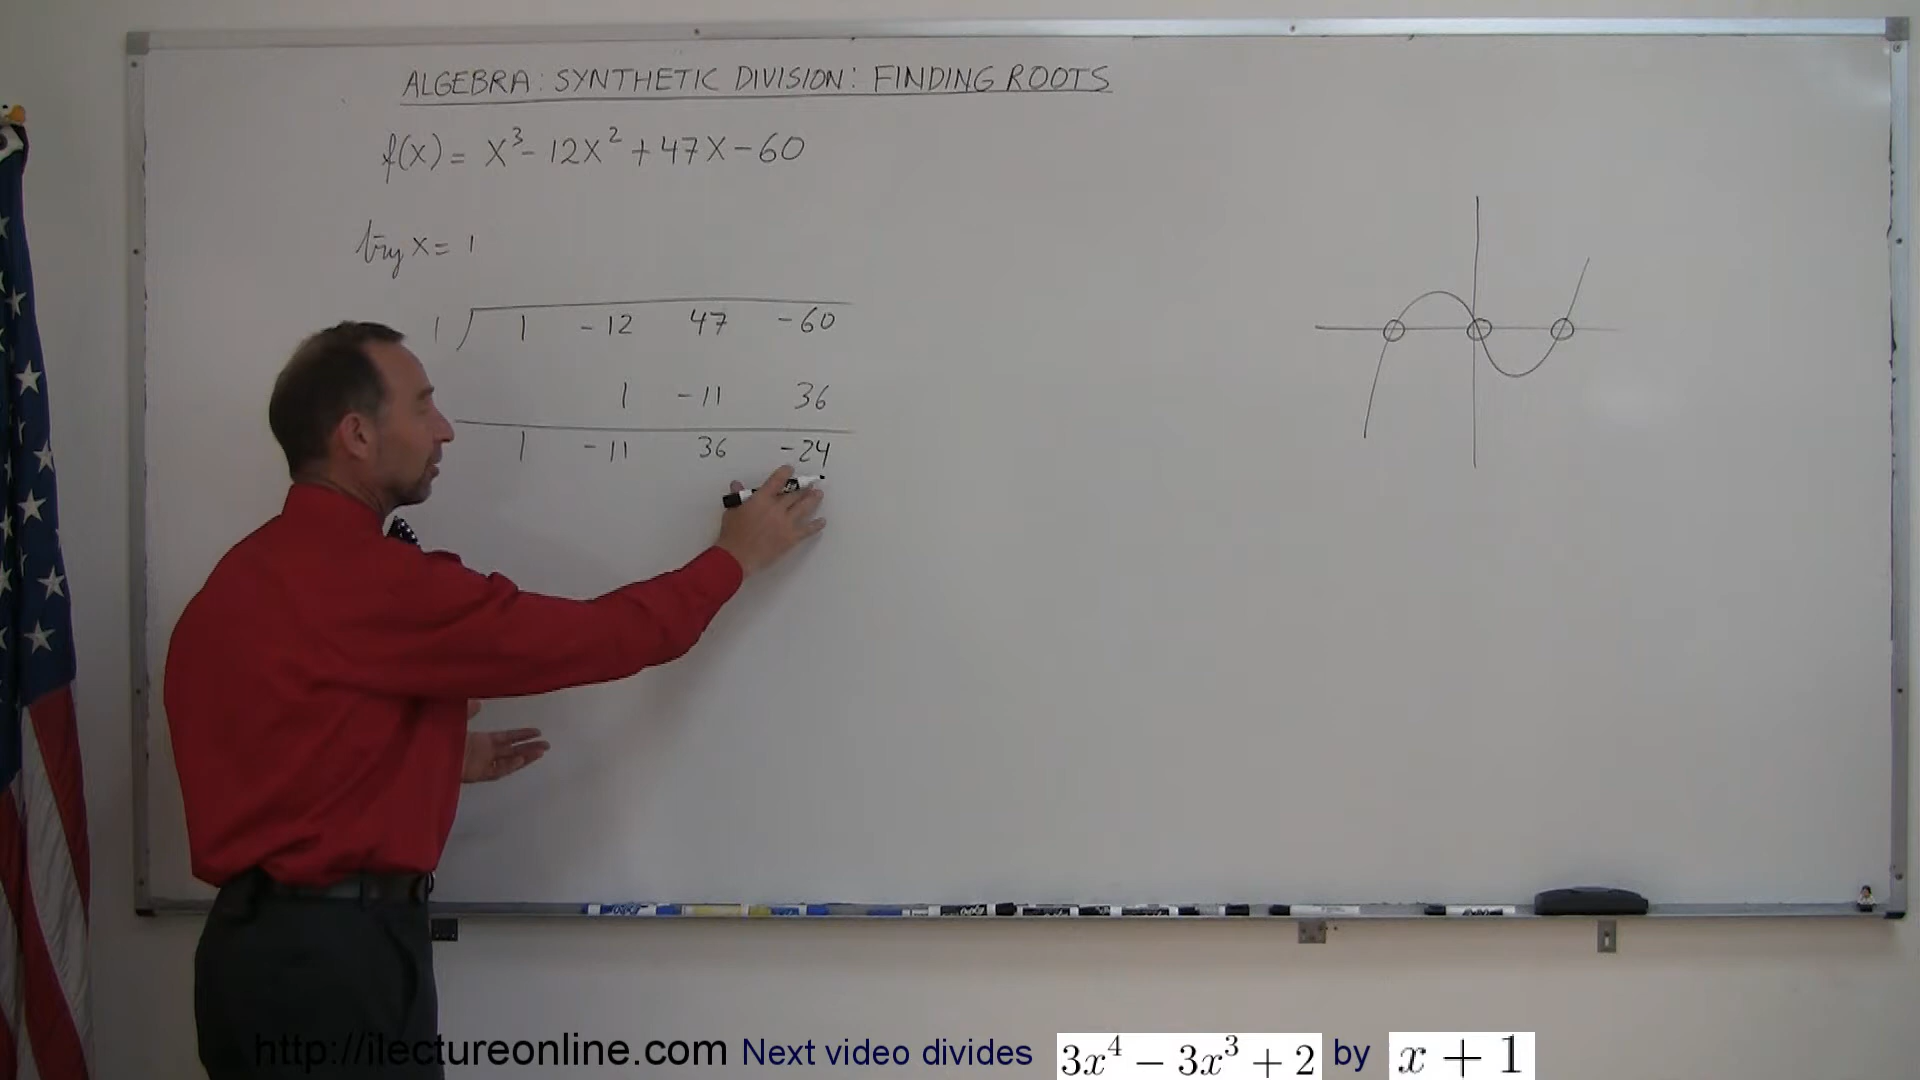 ALGEBRA: SYNTHETIC DIVISION: FINDING ROOTS
f(x) = x³ - 12x² + 47x - 60
try x = 1
1 ) 1 -12 47 -60
1 -11 36
1 -11 36 -24
http://ilectureonline.com Next video divides 3x⁴ − 3x³ + 2 by x + 1